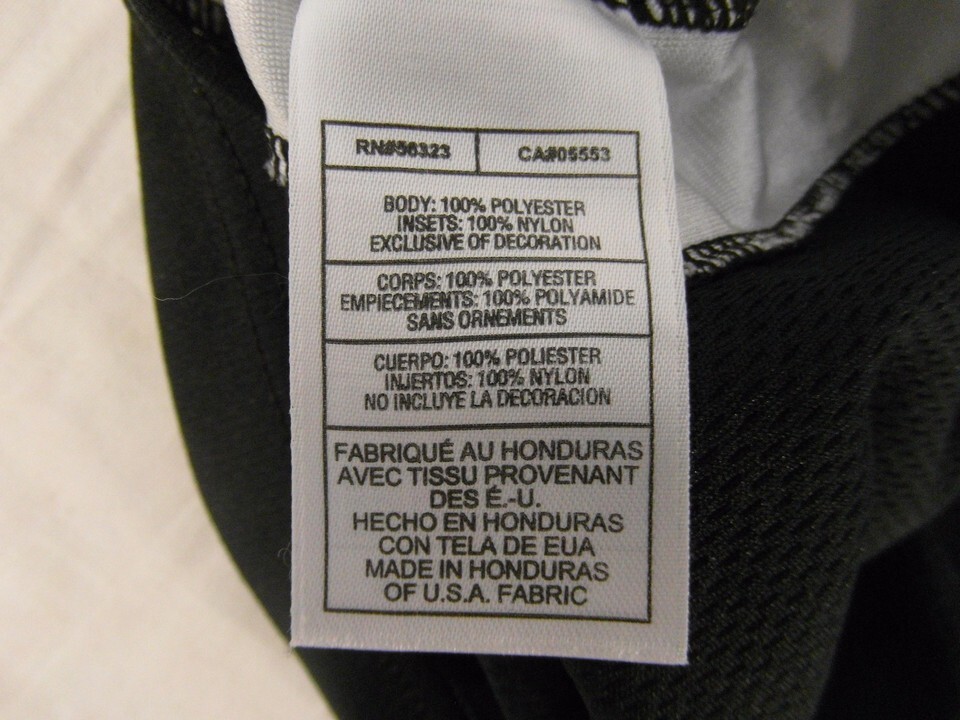 RN#56323 CA#05553
BODY: 100% POLYESTER
INSETS: 100% NYLON
EXCLUSIVE OF DECORATION
CORPS: 100% POLYESTER
EMPIECEMENTS: 100% POLYAMIDE
SANS ORNEMENTS
CUERPO: 100% POLIESTER
INJERTOS: 100% NYLON
NO INCLUYE LA DECORACION
FABRIQUÉ AU HONDURAS
AVEC TISSU PROVENANT
DES É.-U.
HECHO EN HONDURAS
CON TELA DE EUA
MADE IN HONDURAS
OF U.S.A. FABRIC